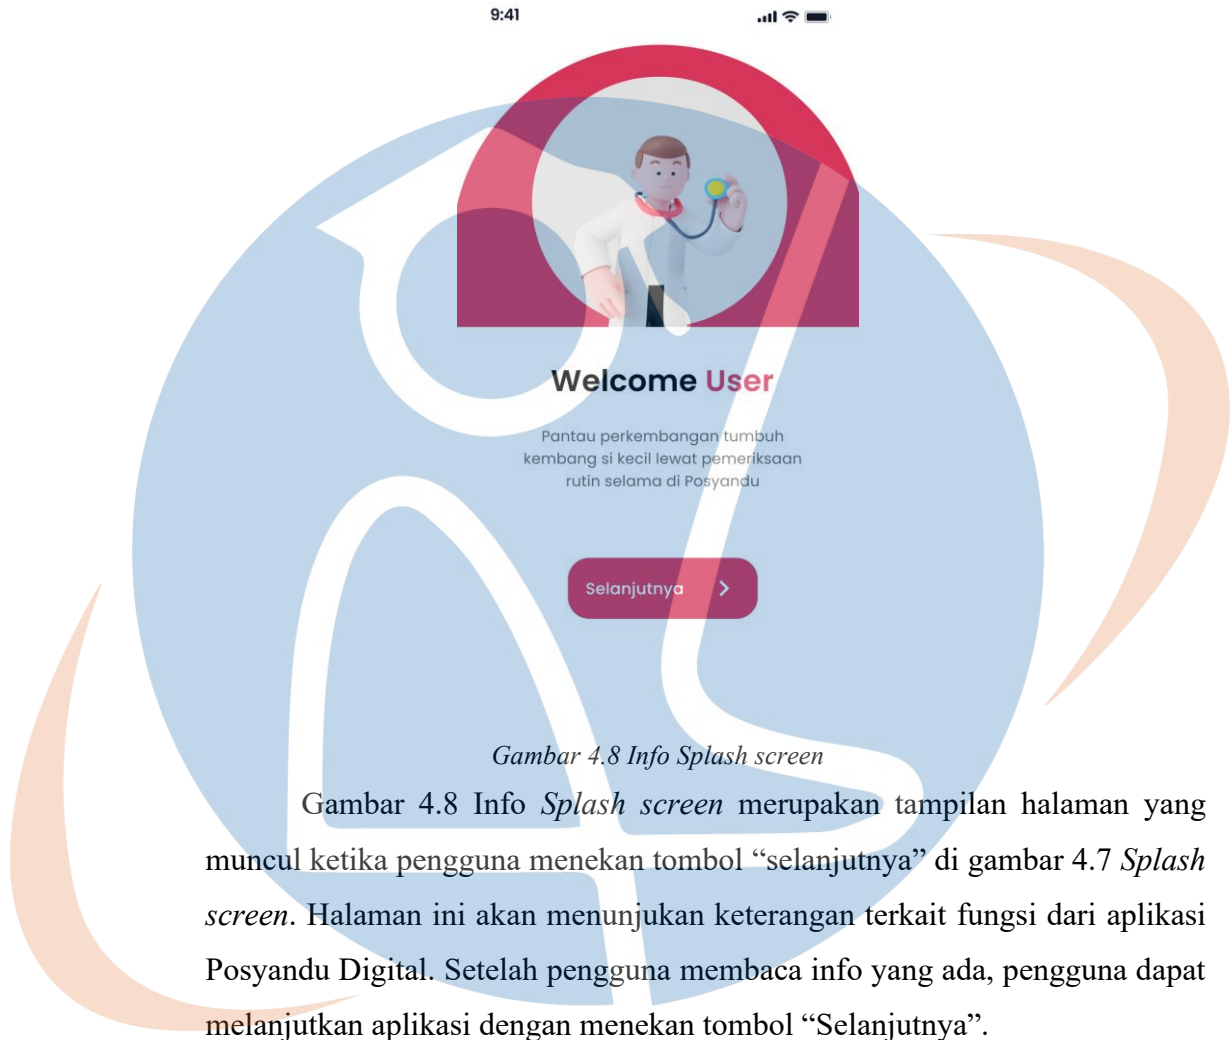 9:41
Welcome User
Pantau perkembangan tumbuh
kembang si kecil lewat pemeriksaan
rutin selama di Posyandu
Selanjutnya
Gambar 4.8 Info Splash screen
Gambar 4.8 Info Splash screen merupakan tampilan halaman yang
muncul ketika pengguna menekan tombol “selanjutnya” di gambar 4.7 Splash
screen. Halaman ini akan menunjukan keterangan terkait fungsi dari aplikasi
Posyandu Digital. Setelah pengguna membaca info yang ada, pengguna dapat
melanjutkan aplikasi dengan menekan tombol “Selanjutnya”.